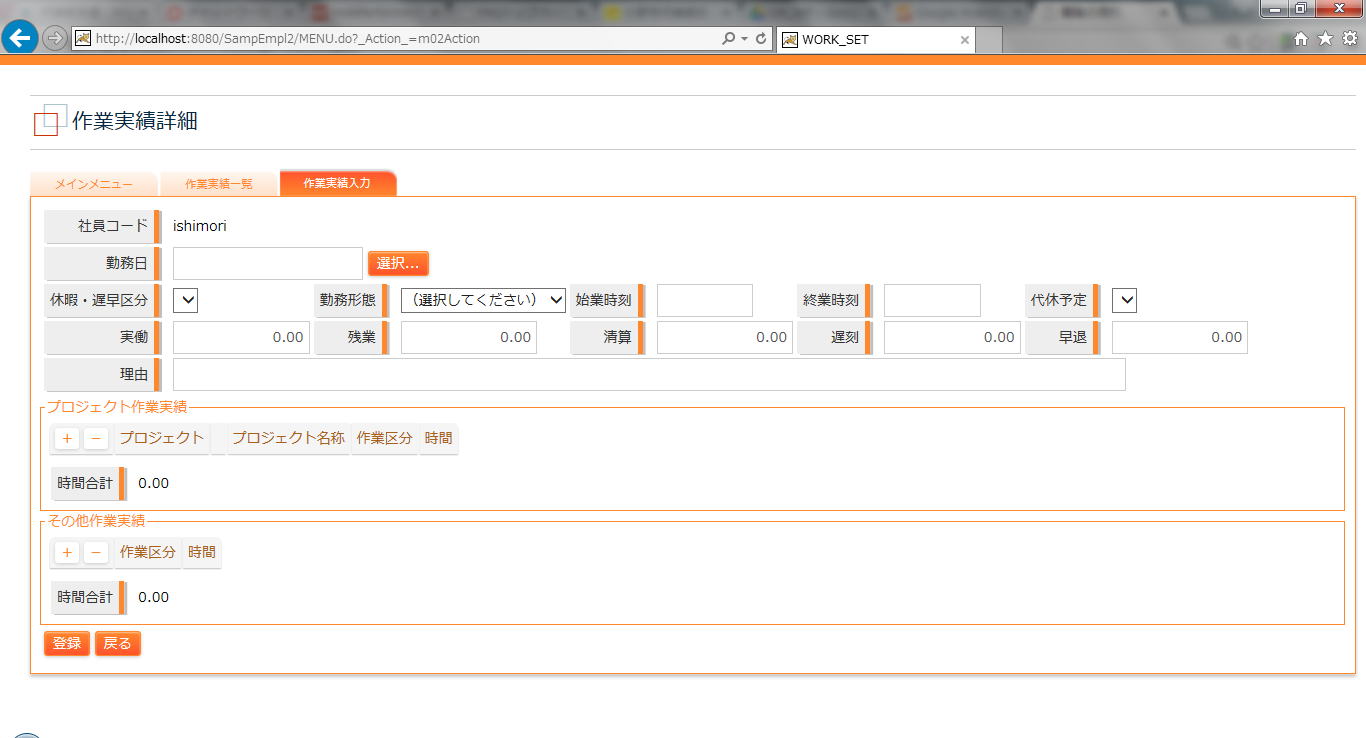 http://localhost:8080/SampEmpl2/MENU.do?_Action_=m02Action
WORK_SET
作業実績詳細
メインメニュー 作業実績一覧 作業実績入力
社員コード ishimori
勤務日 選択...
休暇・遅早区分 勤務形態 (選択してください) 始業時刻 終業時刻 代休予定
実働 0.00 残業 0.00 清算 0.00 遅刻 0.00 早退 0.00
理由
プロジェクト作業実績
+ − プロジェクト プロジェクト名称 作業区分 時間
時間合計 0.00
その他作業実績
+ − 作業区分 時間
時間合計 0.00
登録 戻る